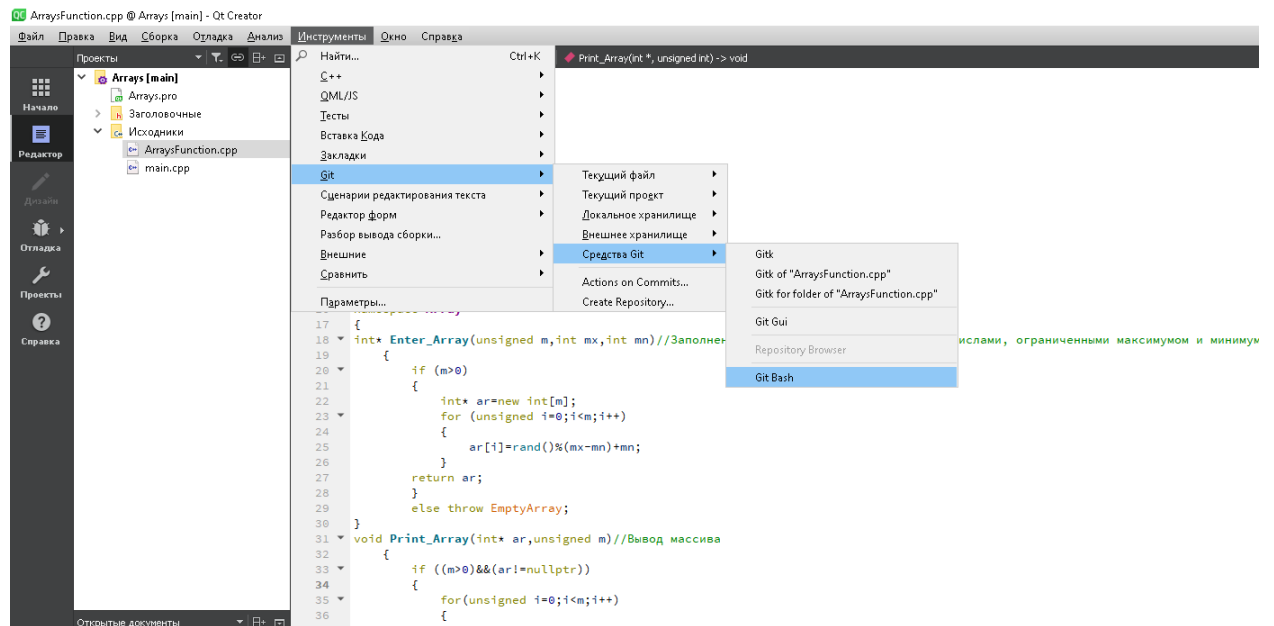 ArraysFunction.cpp @ Arrays [main] - Qt Creator
Файл Правка Вид Сборка Отладка Анализ Инструменты Окно Справка
Проекты
Print_Array(int *, unsigned int) -> void
Начало
Редактор
Дизайн
Отладка
Проекты
Справка
Arrays [main]
Arrays.pro
Заголовочные
Исходники
ArraysFunction.cpp
main.cpp
Найти... Ctrl+K
C++
QML/JS
Тесты
Вставка Кода
Закладки
Git
Сценарии редактирования текста
Редактор форм
Разбор вывода сборки...
Внешние
Сравнить
Параметры...
Текущий файл
Текущий проект
Локальное хранилище
Внешнее хранилище
Средства Git
Actions on Commits...
Create Repository...
Gitk
Gitk of "ArraysFunction.cpp"
Gitk for folder of "ArraysFunction.cpp"
Git Gui
Repository Browser
Git Bash
17 {
18 int* Enter_Array(unsigned m,int mx,int mn)//Заполнен ислами, ограниченными максимумом и минимум
19 {
20 if (m>0)
21 {
22 int* ar=new int[m];
23 for (unsigned i=0;i<m;i++)
24 {
25 ar[i]=rand()%(mx-mn)+mn;
26 }
27 return ar;
28 }
29 else throw EmptyArray;
30 }
31 void Print_Array(int* ar,unsigned m)//Вывод массива
32 {
33 if ((m>0)&&(ar!=nullptr))
34 {
35 for(unsigned i=0;i<m;i++)
36 {
Открытые документы